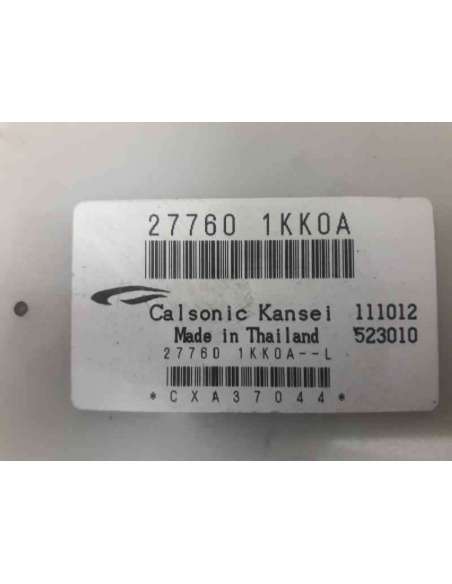 27760 1KK0A
Calsonic Kansei 111012
Made in Thailand 523010
27760 1KK0A--L
*CXA37044*